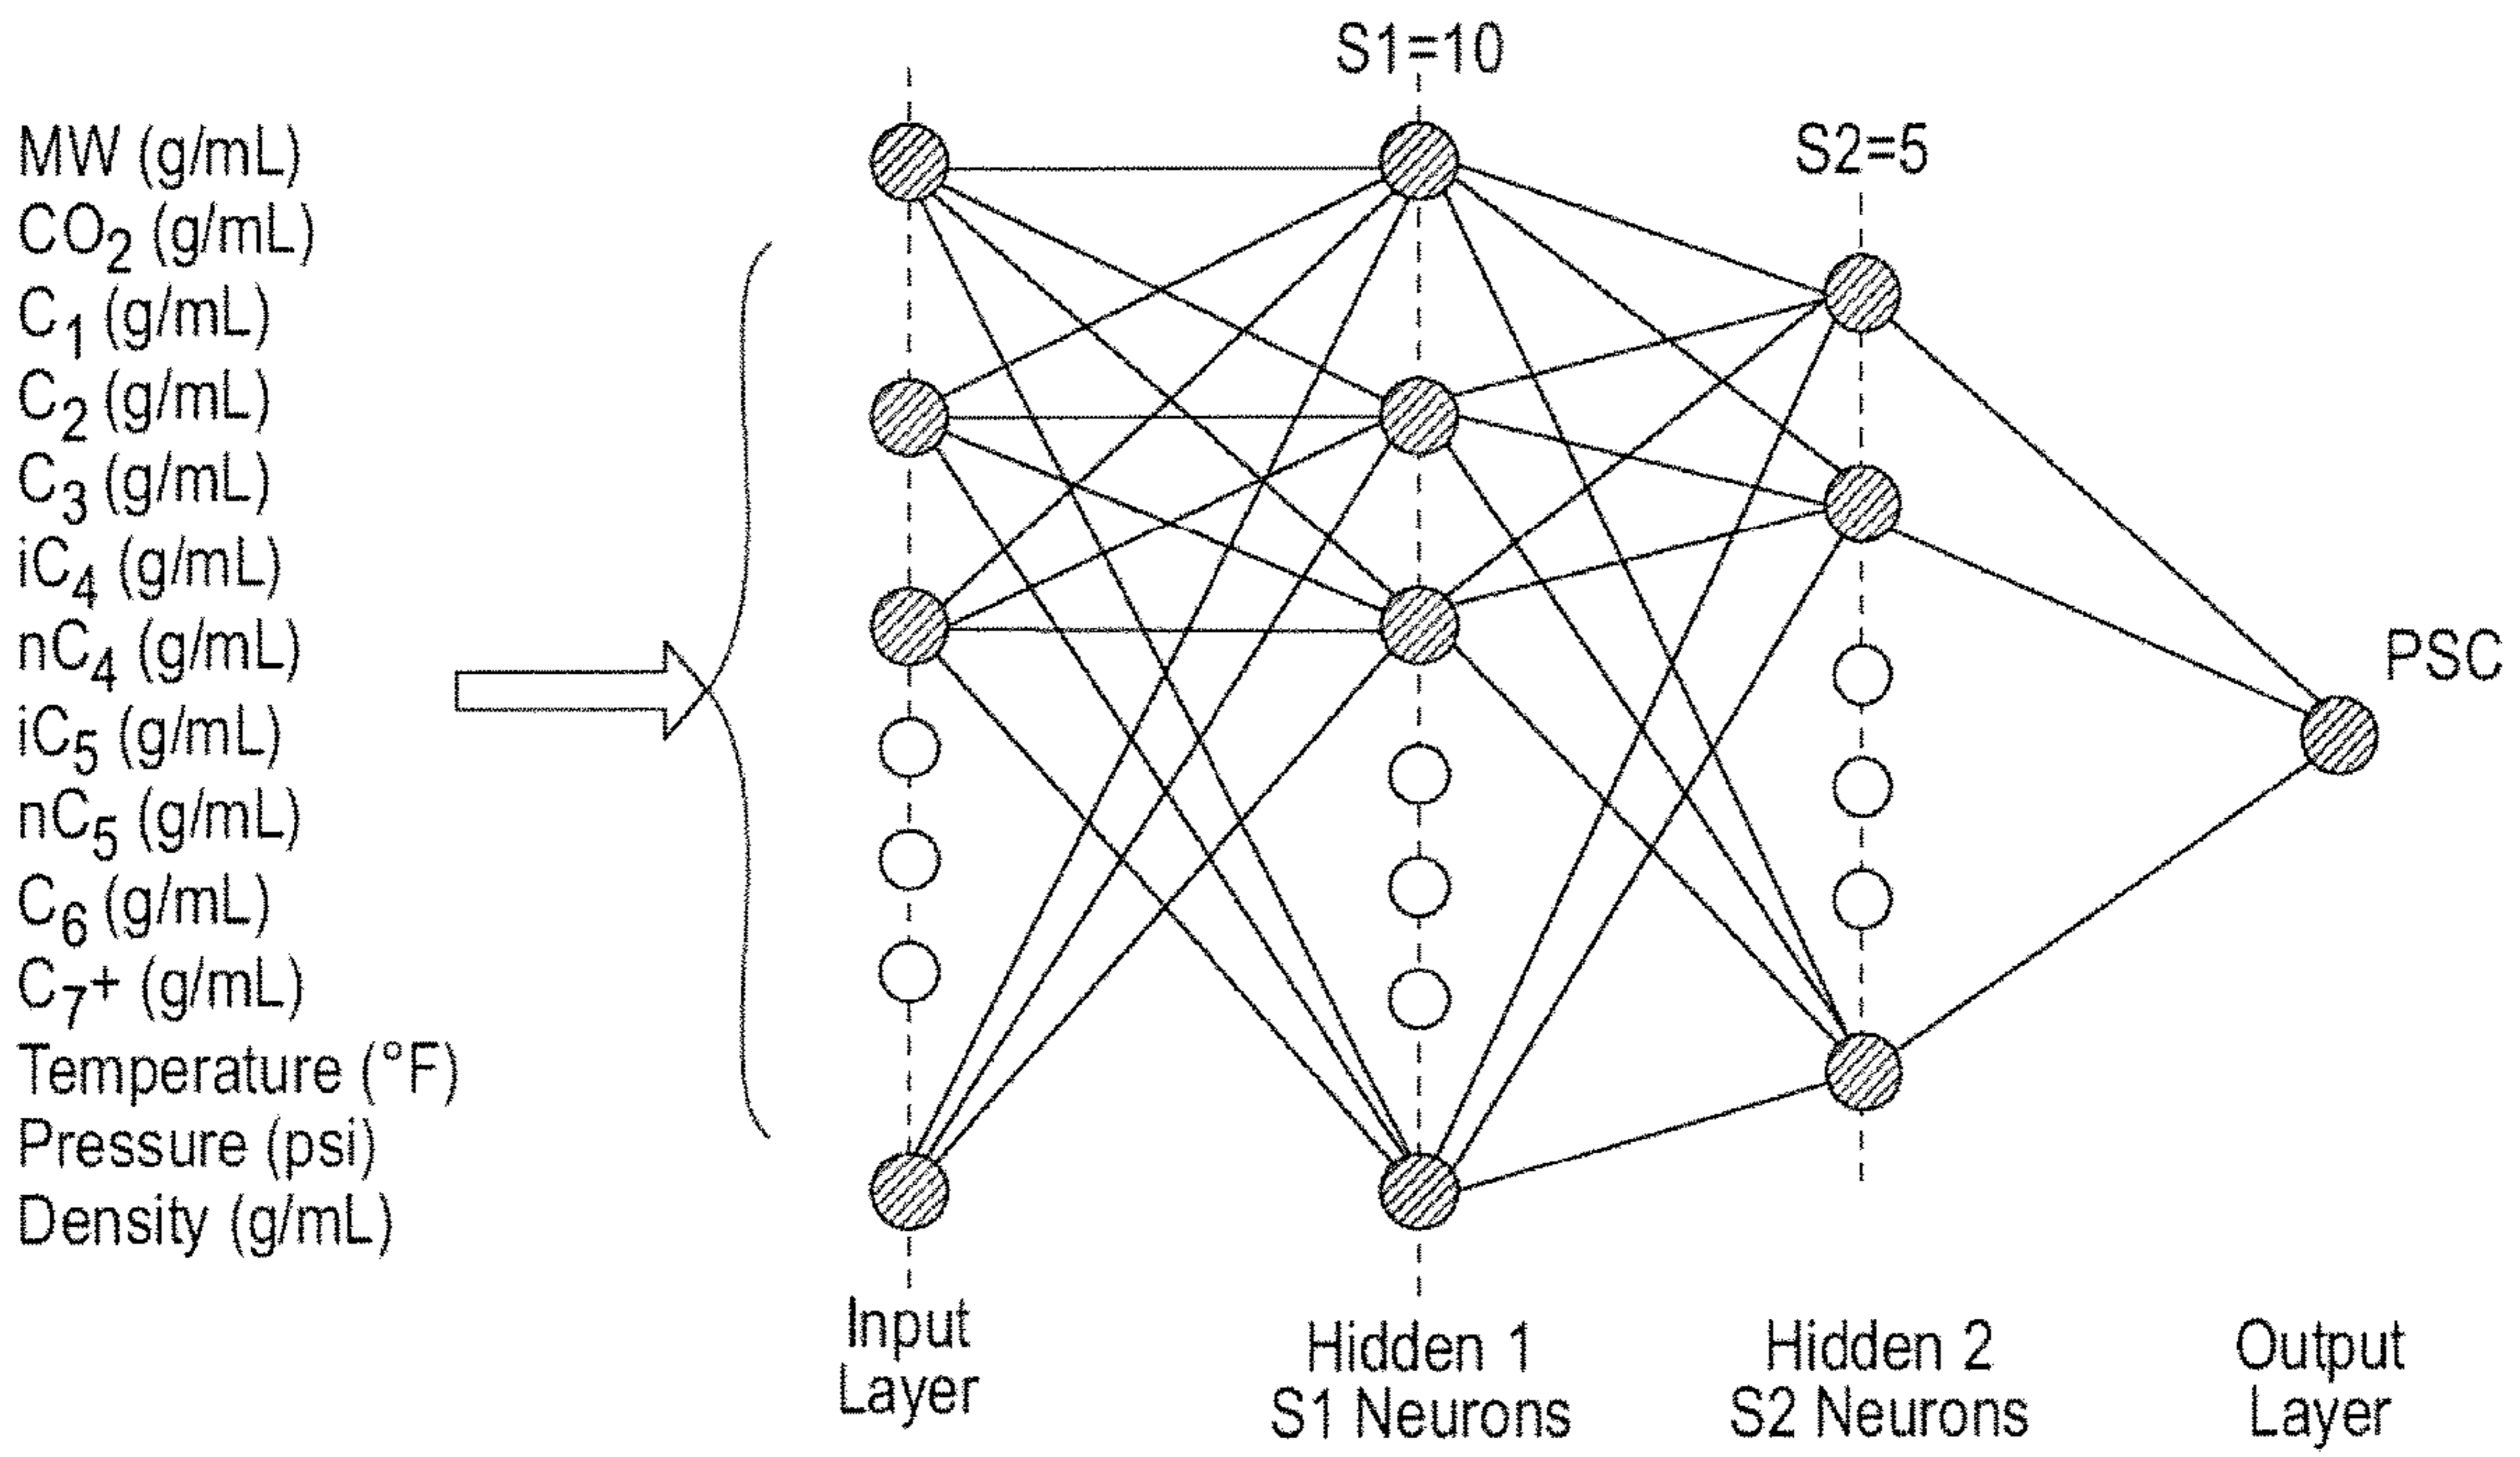 S1=10
S2=5
MW (g/mL)
CO₂ (g/mL)
C₁ (g/mL)
C₂ (g/mL)
C₃ (g/mL)
iC₄ (g/mL)
nC₄ (g/mL)
iC₅ (g/mL)
nC₅ (g/mL)
C₆ (g/mL)
C₇+ (g/mL)
Temperature (°F)
Pressure (psi)
Density (g/mL)
PSC
Input
Layer
Hidden 1
S1 Neurons
Hidden 2
S2 Neurons
Output
Layer